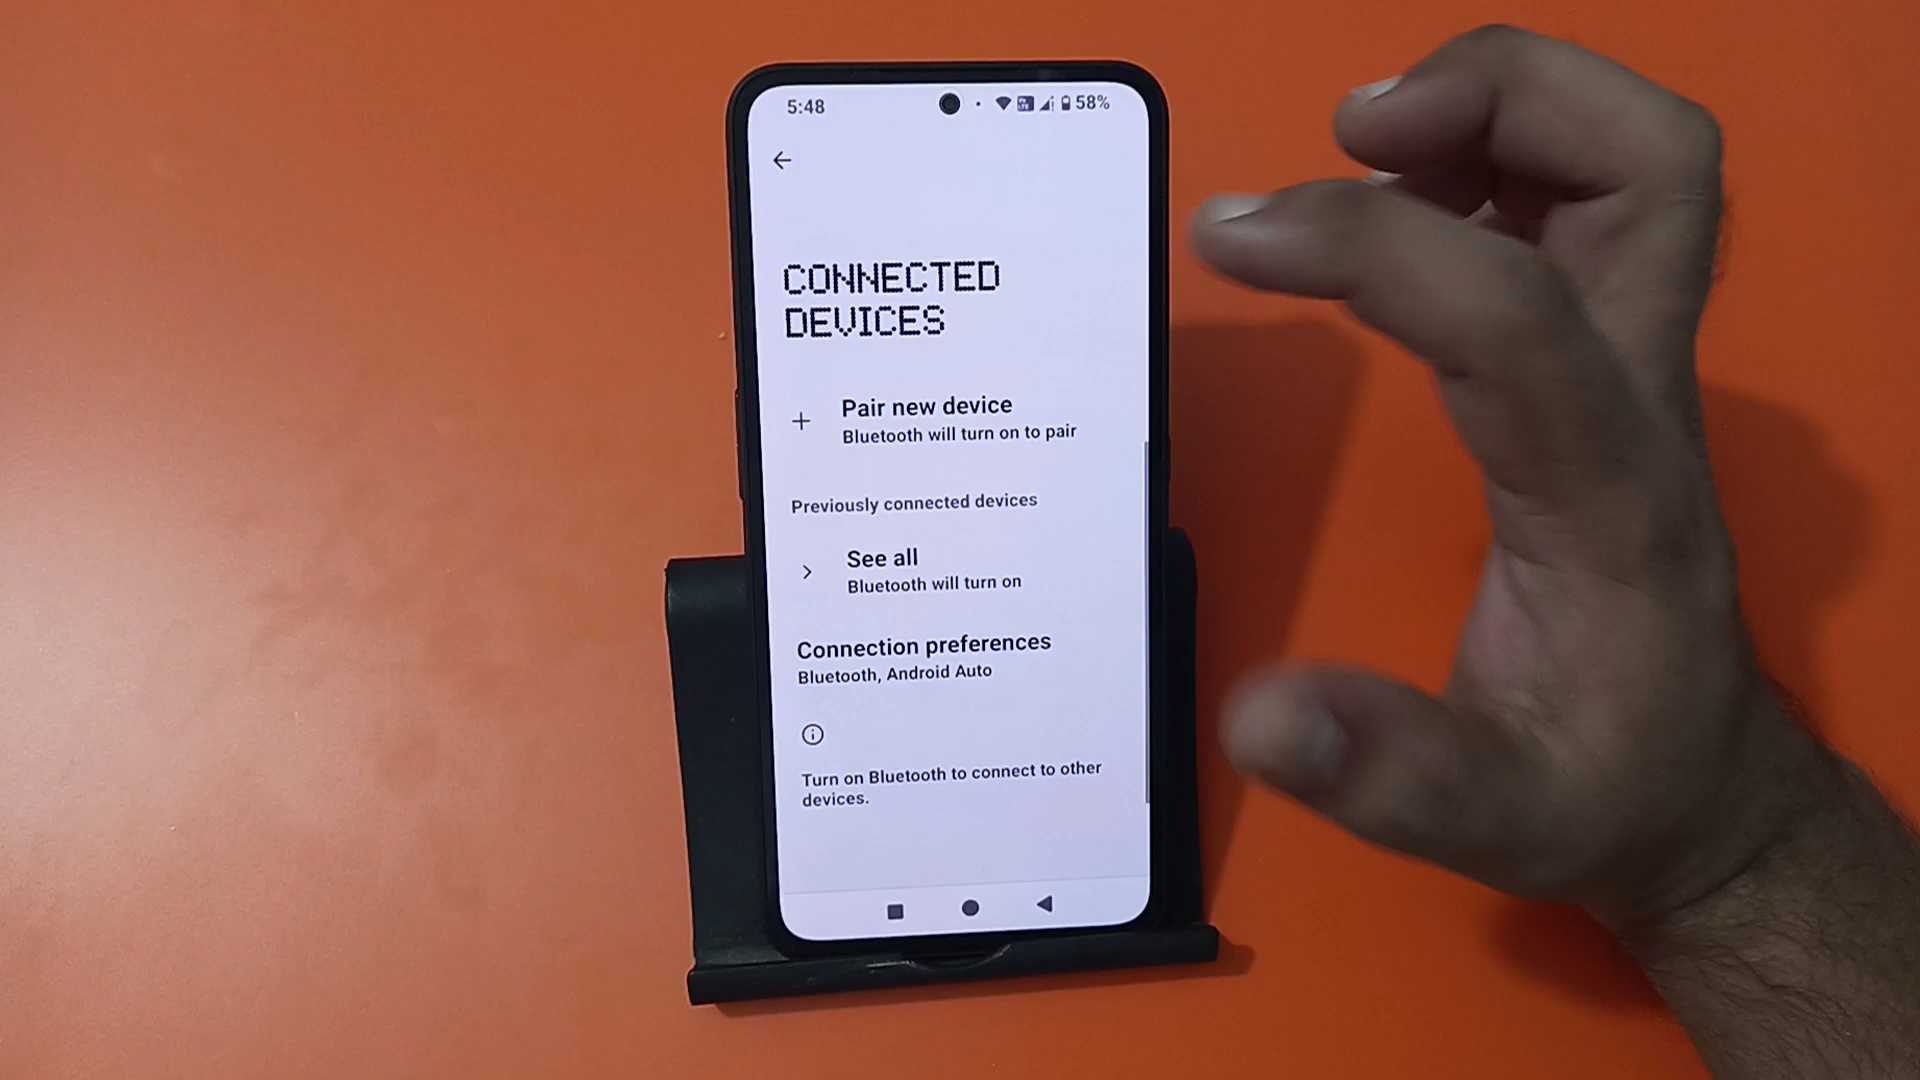 5:48
58%
CONNECTED
DEVICES
Pair new device
Bluetooth will turn on to pair
Previously connected devices
See all
Bluetooth will turn on
Connection preferences
Bluetooth, Android Auto
Turn on Bluetooth to connect to other
devices.